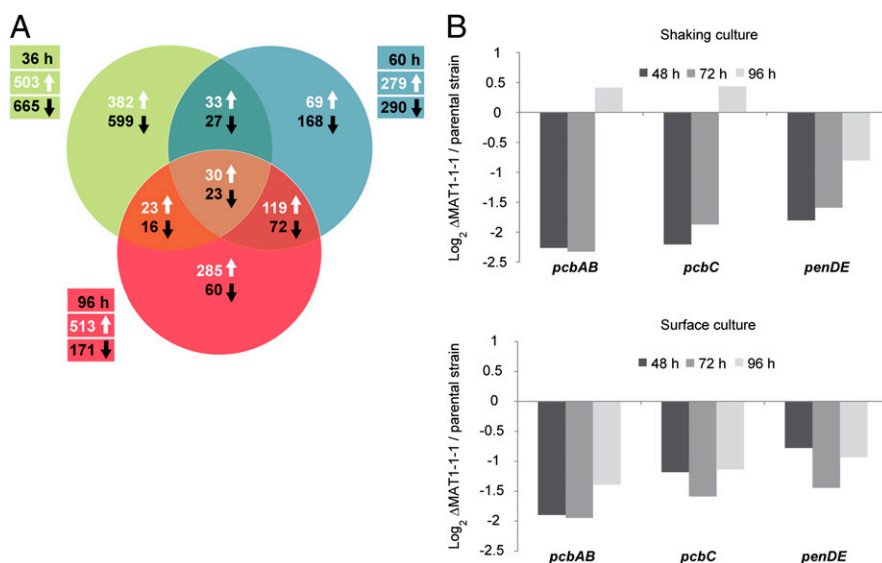 A
36 h
503
665
60 h
279
290
382
599
33
27
69
168
30
23
23
16
119
72
285
60
96 h
513
171
B
Shaking culture
48 h 72 h 96 h
Log2 ΔMAT1-1-1 / parental strain
1
0.5
0
-0.5
-1
-1.5
-2
-2.5
pcbAB pcbC penDE
Surface culture
48 h 72 h 96 h
Log2 ΔMAT1-1-1 / parental strain
1
0.5
0
-0.5
-1
-1.5
-2
-2.5
pcbAB pcbC penDE